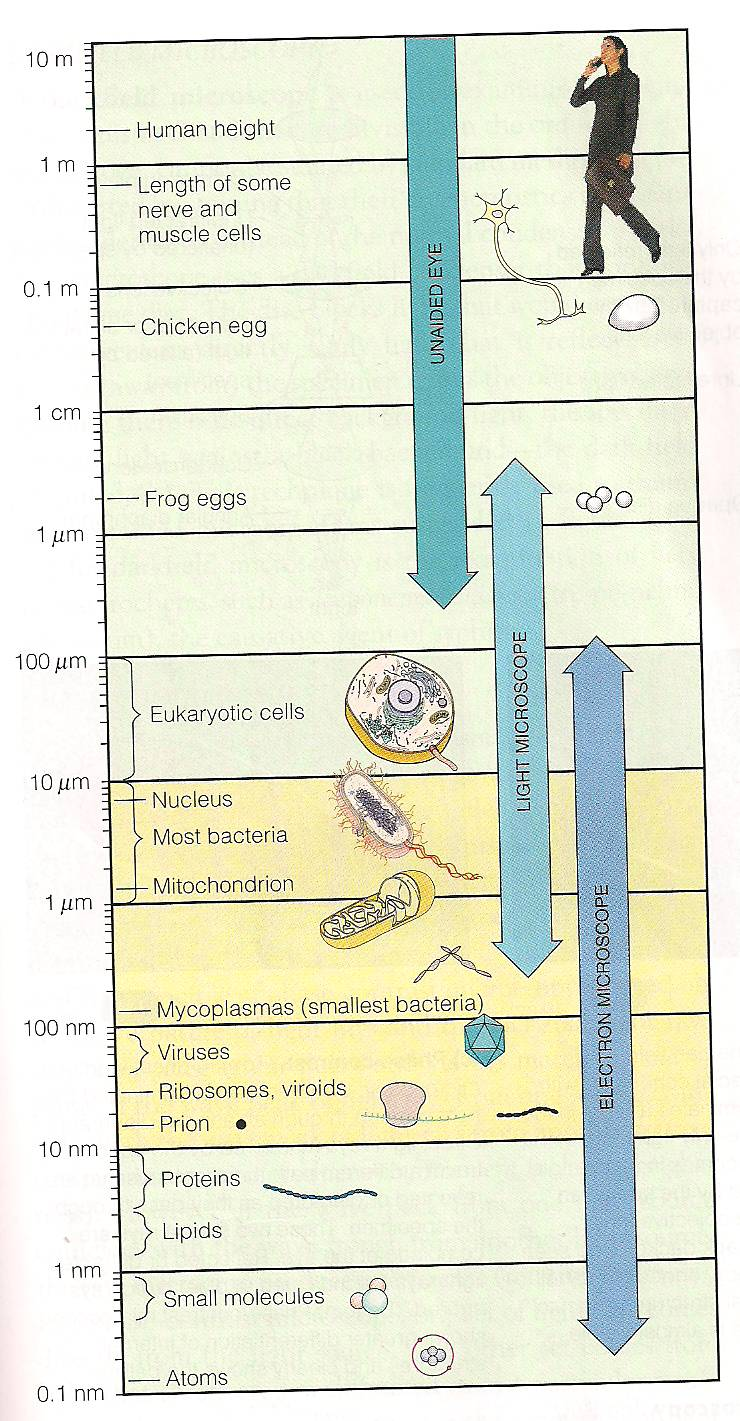 10 m
Human height
1 m
Length of some
nerve and
muscle cells
0.1 m
UNAIDED EYE
Chicken egg
1 cm
Frog eggs
1 μm
100 μm
Eukaryotic cells
LIGHT MICROSCOPE
10 μm
Nucleus
Most bacteria
Mitochondrion
1 μm
Mycoplasmas (smallest bacteria)
100 nm
Viruses
ELECTRON MICROSCOPE
Ribosomes, viroids
Prion
10 nm
Proteins
Lipids
1 nm
Small molecules
Atoms
0.1 nm